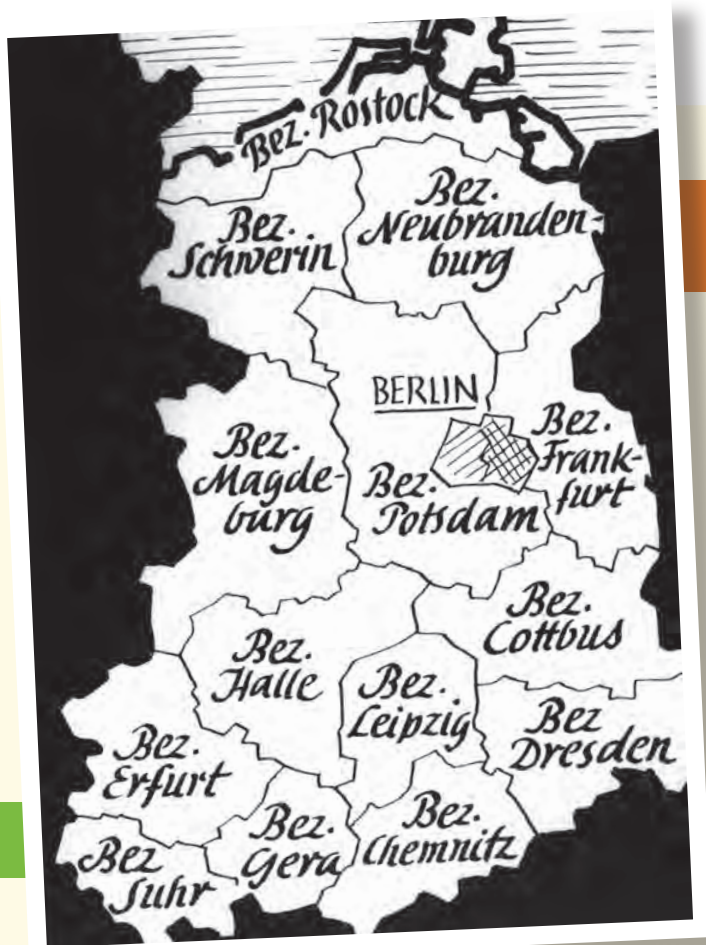 Bez. Rostock
Bez.
Schwerin
Bez.
Neubranden-
burg
BERLIN
Bez.
Magde-
burg
Bez.
Potsdam
Bez.
Frank-
furt
Bez.
Cottbus
Bez.
Halle
Bez.
Leipzig
Bez
Dresden
Bez.
Erfurt
Bez.
Gera
Bez.
Chemnitz
Bez
Suhr